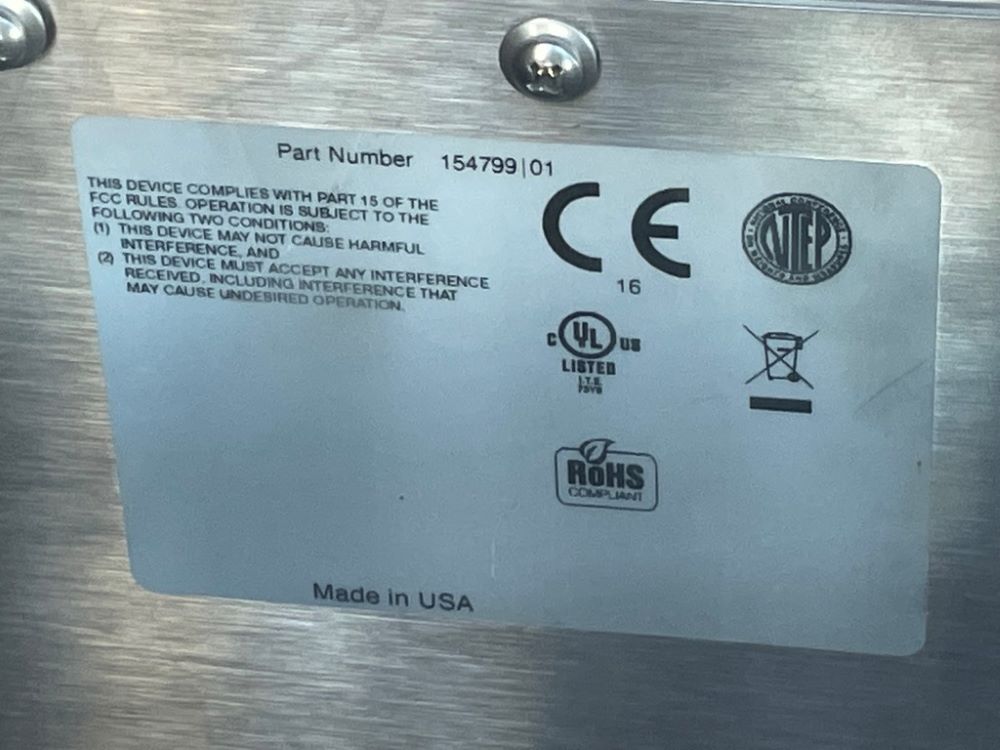 Part Number 154799|01
THIS DEVICE COMPLIES WITH PART 15 OF THE
FCC RULES. OPERATION IS SUBJECT TO THE
FOLLOWING TWO CONDITIONS:
(1) THIS DEVICE MAY NOT CAUSE HARMFUL
INTERFERENCE, AND
(2) THIS DEVICE MUST ACCEPT ANY INTERFERENCE
RECEIVED, INCLUDING INTERFERENCE THAT
MAY CAUSE UNDESIRED OPERATION.
CE
16
NTEP
C UL US
LISTED
I.T.E.
RoHS
COMPLIANT
Made in USA